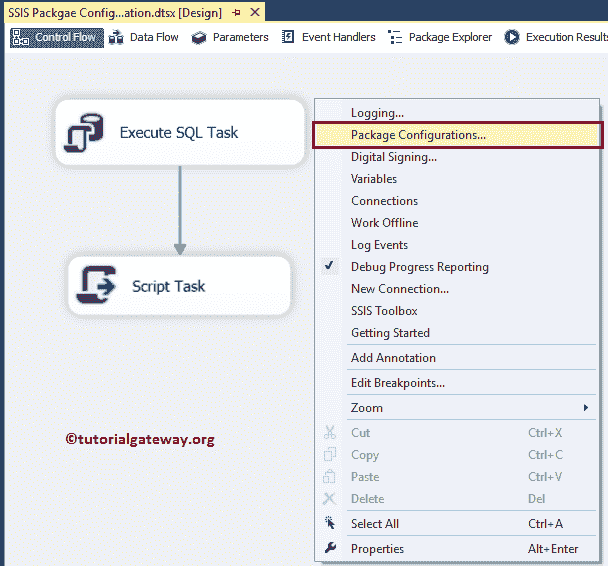 SSIS Packgae Config...ation.dtsx [Design]
Control Flow Data Flow Parameters Event Handlers Package Explorer Execution Results
Execute SQL Task
Script Task
©tutorialgateway.org
Logging...
Package Configurations...
Digital Signing...
Variables
Connections
Work Offline
Log Events
Debug Progress Reporting
New Connection...
SSIS Toolbox
Getting Started
Add Annotation
Edit Breakpoints...
Zoom
Cut Ctrl+X
Copy Ctrl+C
Paste Ctrl+V
Delete Del
Select All Ctrl+A
Properties Alt+Enter